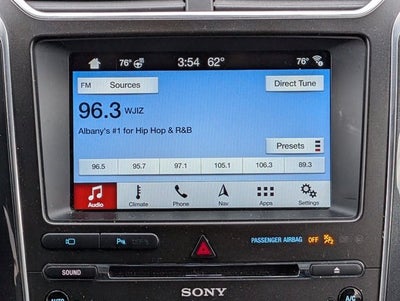 76° 3:54 62° 76°
FM Sources Direct Tune
96.3 WJIZ
Albany's #1 for Hip Hop & R&B
Presets
96.5 95.7 97.1 105.1 106.3 89.3
Audio Climate Phone Nav Apps Settings
PASSENGER AIRBAG OFF
SOUND
SONY
AUTO A/C